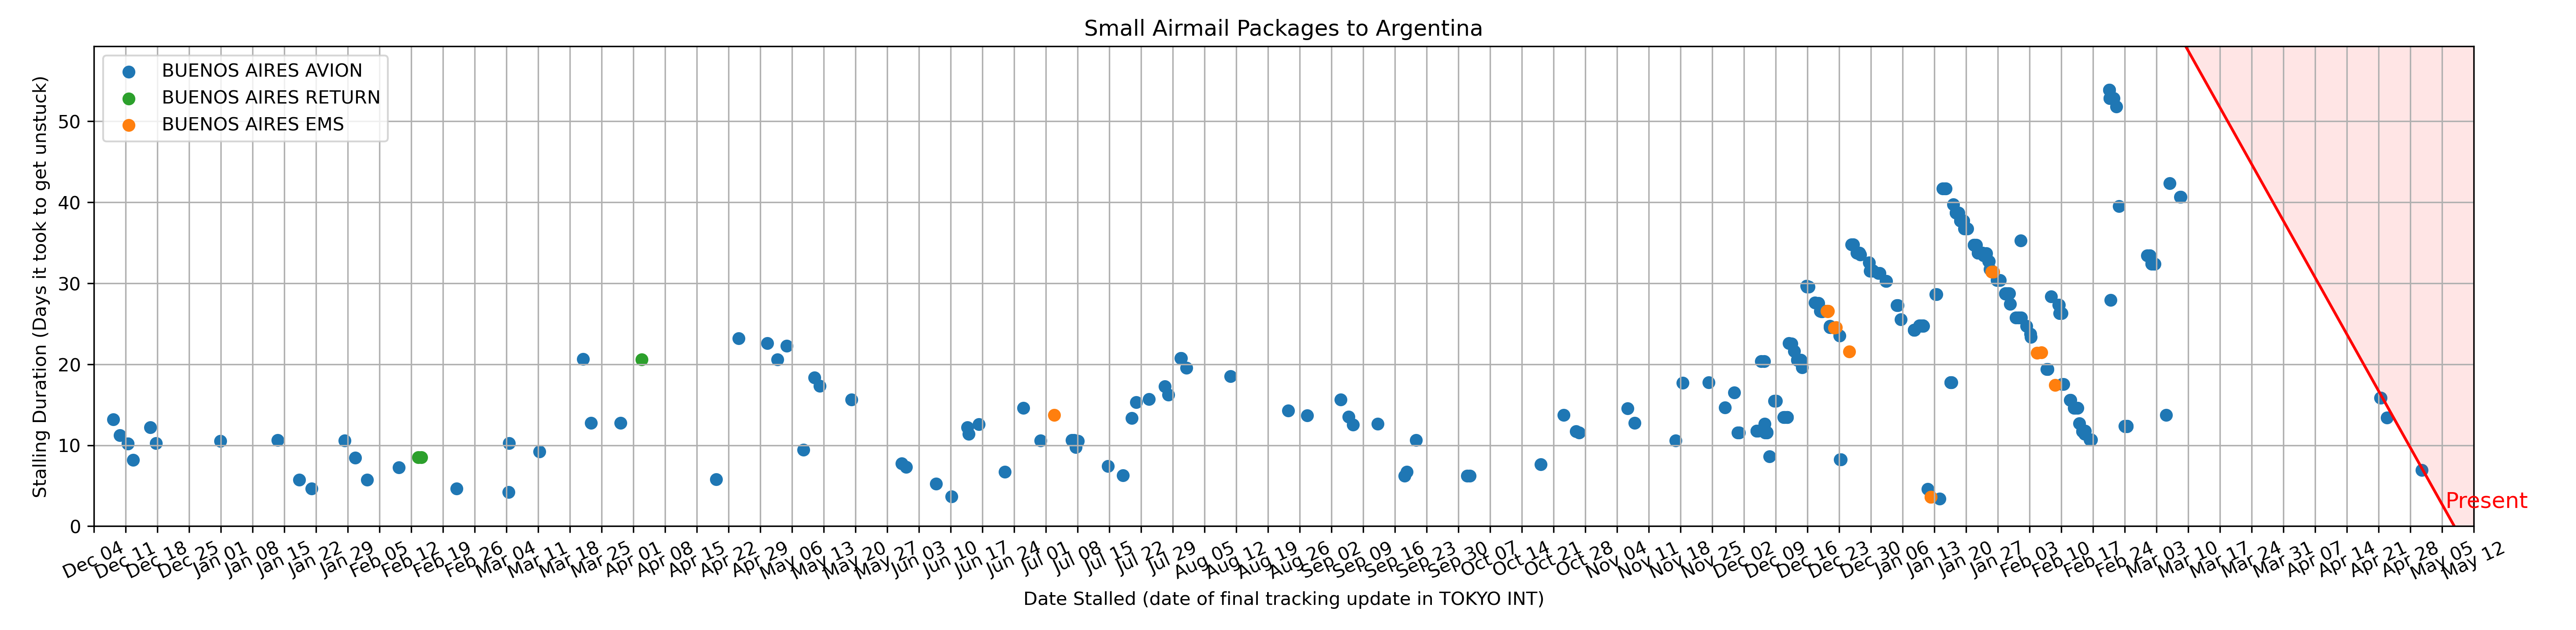 Small Airmail Packages to Argentina
BUENOS AIRES AVION
BUENOS AIRES RETURN
BUENOS AIRES EMS
Stalling Duration (Days it took to get unstuck)
50
40
30
20
10
0
Present
Dec 04
Dec 11
Dec 18
Dec 25
Jan 01
Jan 08
Jan 15
Jan 22
Jan 29
Feb 05
Feb 12
Feb 19
Feb 26
Mar 04
Mar 11
Mar 18
Mar 25
Apr 01
Apr 08
Apr 15
Apr 22
Apr 29
May 06
May 13
May 20
May 27
Jun 03
Jun 10
Jun 17
Jun 24
Jul 01
Jul 08
Jul 15
Jul 22
Jul 29
Aug 05
Aug 12
Aug 19
Aug 26
Sep 02
Sep 09
Sep 16
Sep 23
Sep 30
Oct 07
Oct 14
Oct 21
Oct 28
Nov 04
Nov 11
Nov 18
Nov 25
Dec 02
Dec 09
Dec 16
Dec 23
Dec 30
Jan 06
Jan 13
Jan 20
Jan 27
Feb 03
Feb 10
Feb 17
Feb 24
Mar 03
Mar 10
Mar 17
Mar 24
Mar 31
Apr 07
Apr 14
Apr 21
Apr 28
May 05
May 12
Date Stalled (date of final tracking update in TOKYO INT)